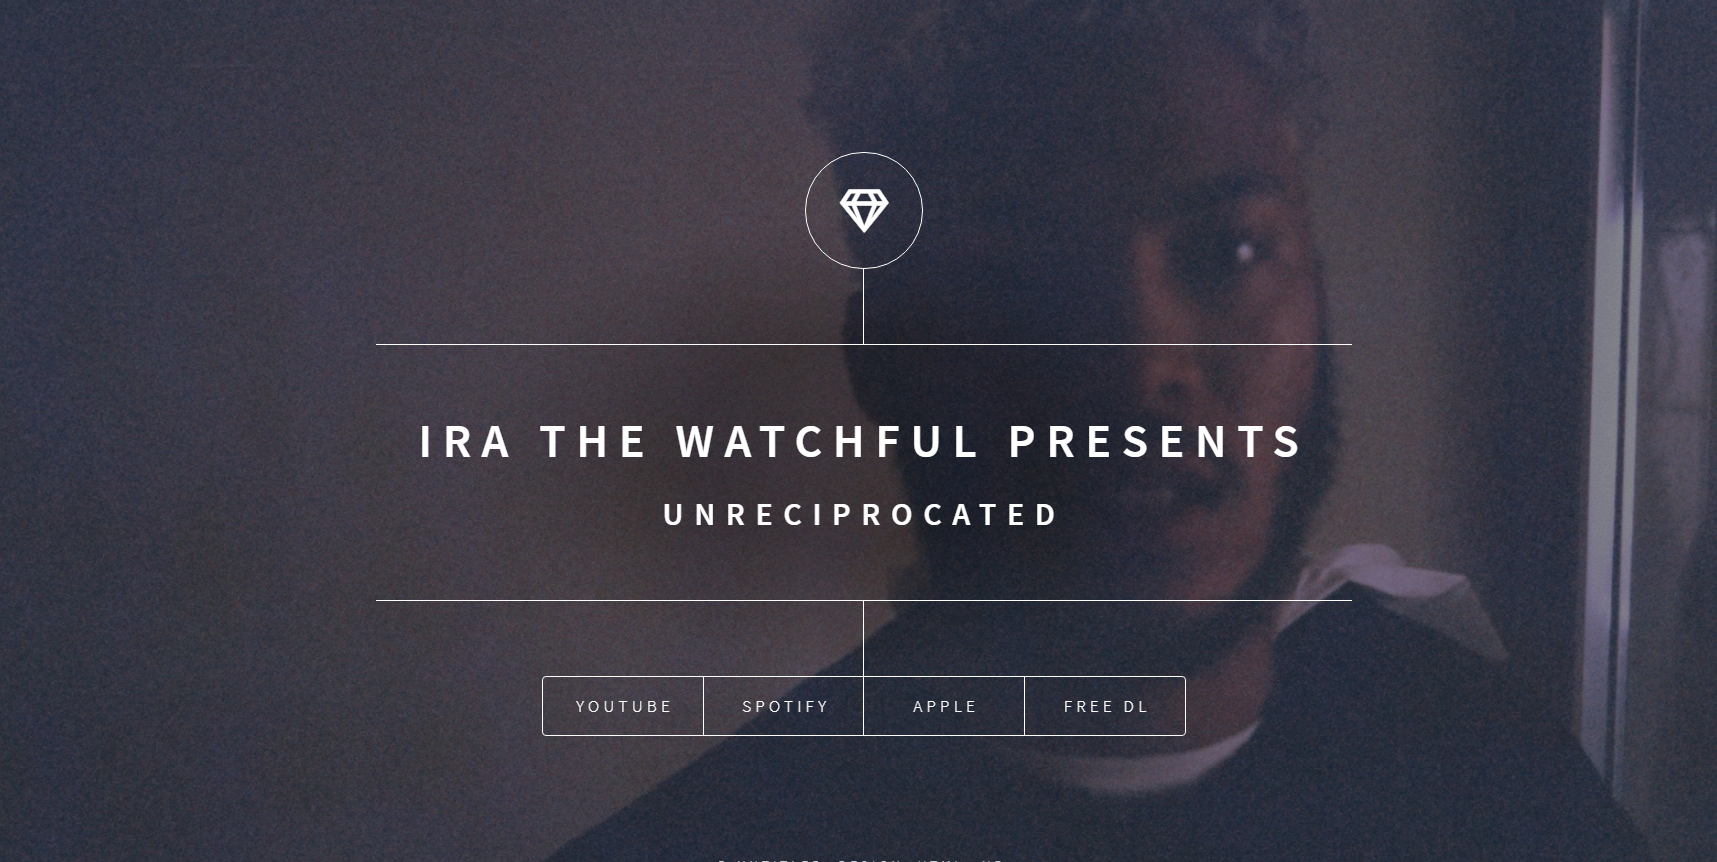 IRA THE WATCHFUL PRESENTS
UNRECIPROCATED
YOUTUBE
SPOTIFY
APPLE
FREE DL